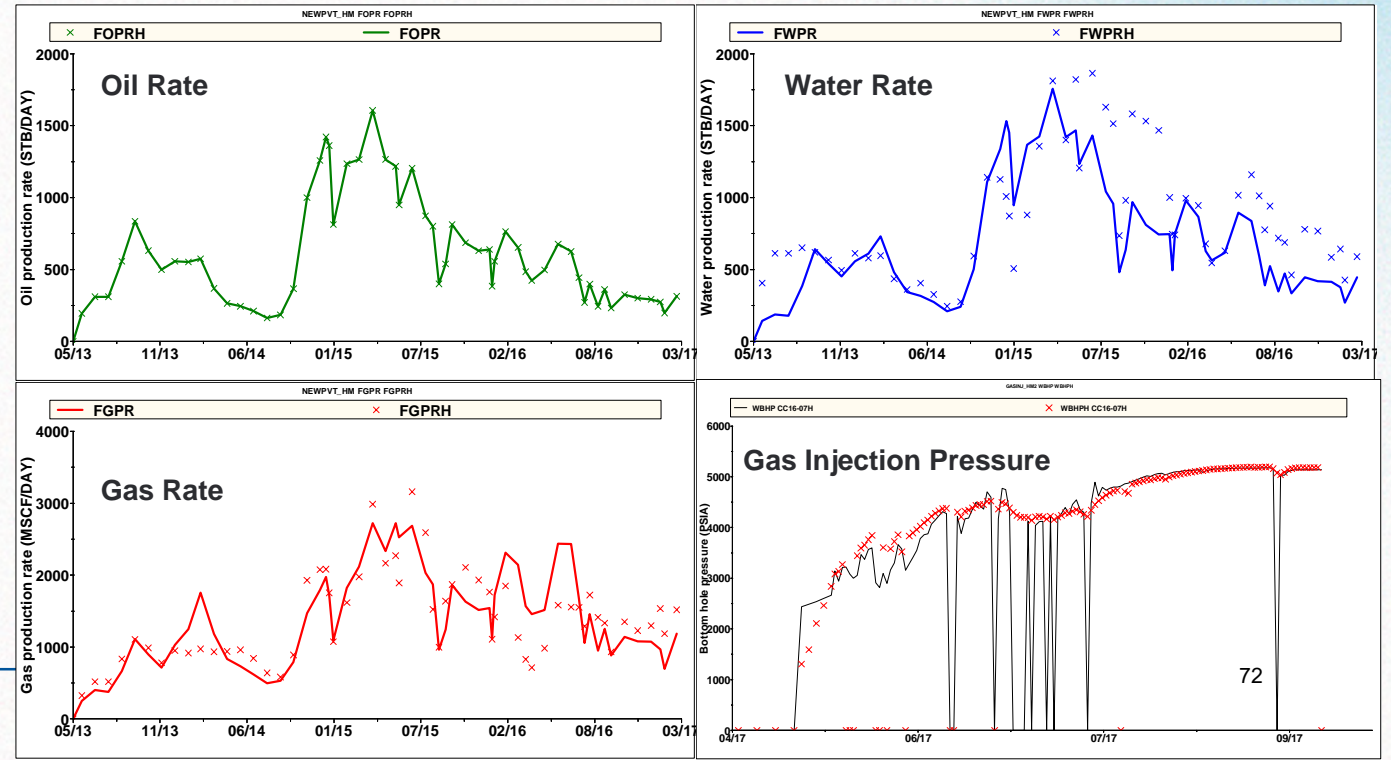 NEWPVT_HM FOPR FOPRH
FOPRH FOPR
Oil Rate
Oil production rate (STB/DAY)
2000
1500
1000
500
0
05/13 11/13 06/14 01/15 07/15 02/16 08/16 03/17
NEWPVT_HM FWPR FWPRH
FWPR FWPRH
Water Rate
Water production rate (STB/DAY)
2000
1500
1000
500
0
05/13 11/13 06/14 01/15 07/15 02/16 08/16 03/17
NEWPVT_HM FGPR FGPRH
FGPR FGPRH
Gas Rate
Gas production rate (MSCF/DAY)
4000
3000
2000
1000
0
05/13 11/13 06/14 01/15 07/15 02/16 08/16 03/17
GASINJ_HM2 WBHP WBHPH
WBHP CC16-07H WBHPH CC16-07H
Gas Injection Pressure
Bottom hole pressure (PSIA)
6000
5000
4000
3000
2000
1000
0
04/17 06/17 07/17 09/17
72